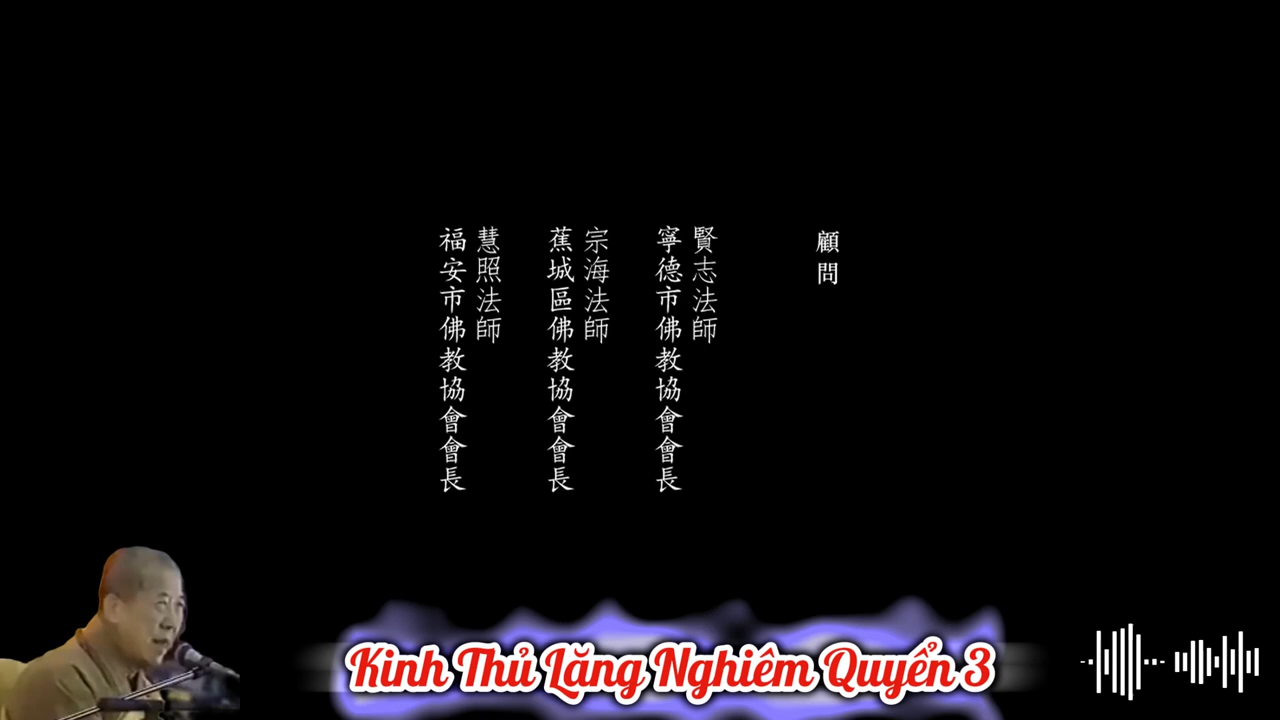 顧問
賢志法師
寧德市佛教協會會長
宗海法師
蕉城區佛教協會會長
慧照法師
福安市佛教協會會長
Kinh Thủ Lăng Nghiêm Quyển 3